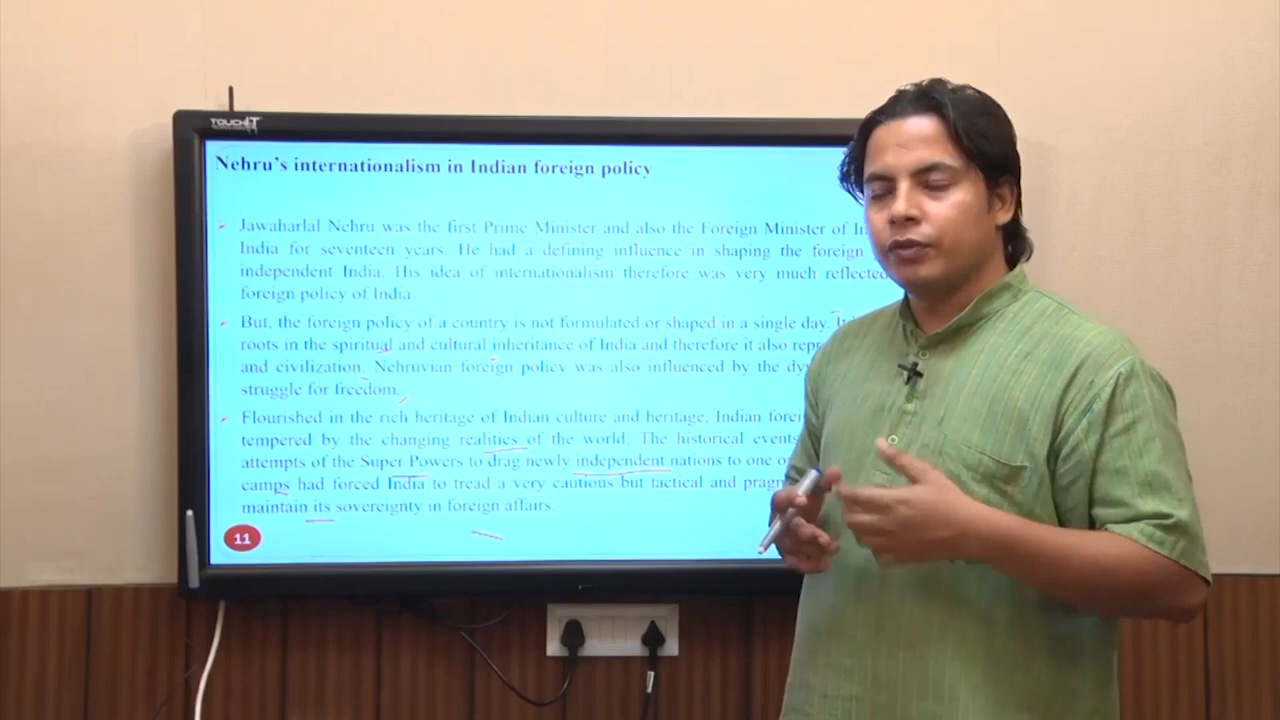 TOUCHIT
Nehru's internationalism in Indian foreign policy
Jawaharlal Nehru was the first Prime Minister and also the Foreign Minister of
India for seventeen years. He had a defining influence in shaping the foreign
independent India. His idea of internationalism therefore was very much reflected
foreign policy of India.
But, the foreign policy of a country is not formulated or shaped in a single day.
roots in the spiritual and cultural inheritance of India and therefore it also
and civilization. Nehruvian foreign policy was also influenced by the
struggle for freedom.
Flourished in the rich heritage of Indian culture and heritage, Indian
tempered by the changing realities of the world. The historical events
attempts of the Super Powers to drag newly independent nations to one
camps had forced India to tread a very cautious but tactical and
maintain its sovereignty in foreign affairs.
11